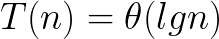 T(n) = θ(lgn)